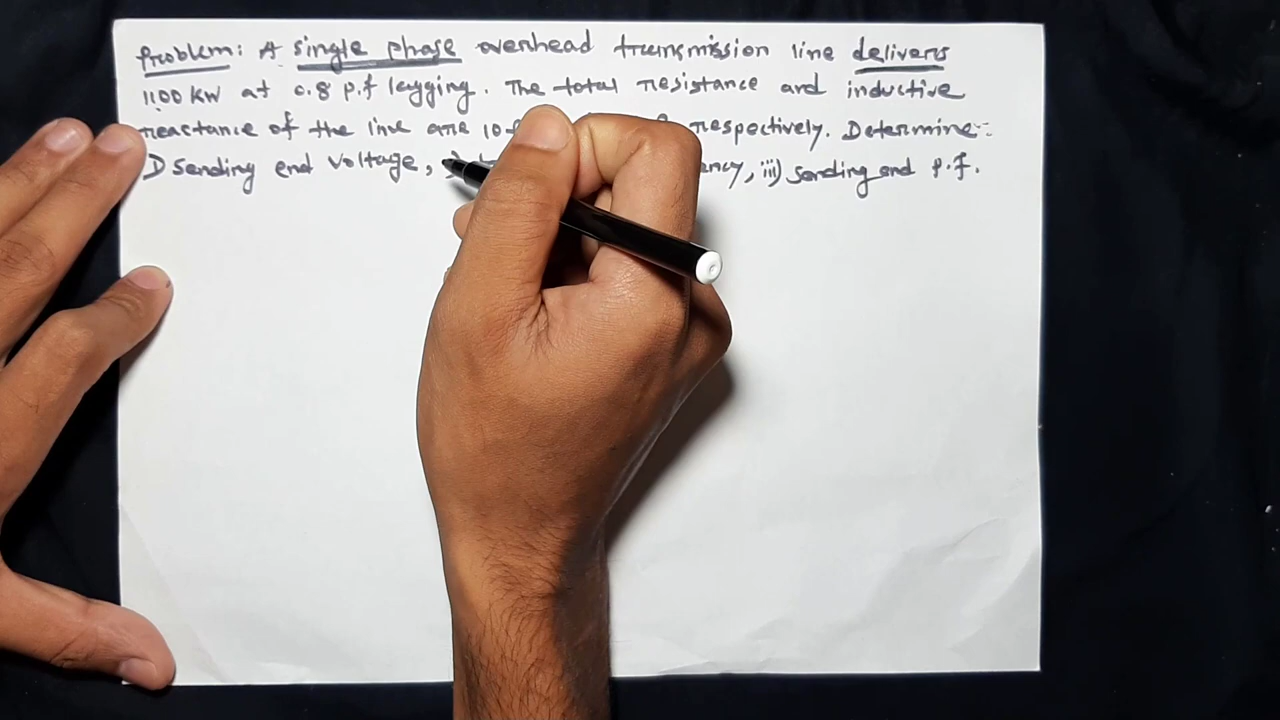 Problem: A single phase overhead transmission line delivers
1100 KW at 0.8 P.f lagging. The total resistance and inductive
reactance of the line are 10 respectively. Determine
i) Sending end voltage, iii) sending end P.f.